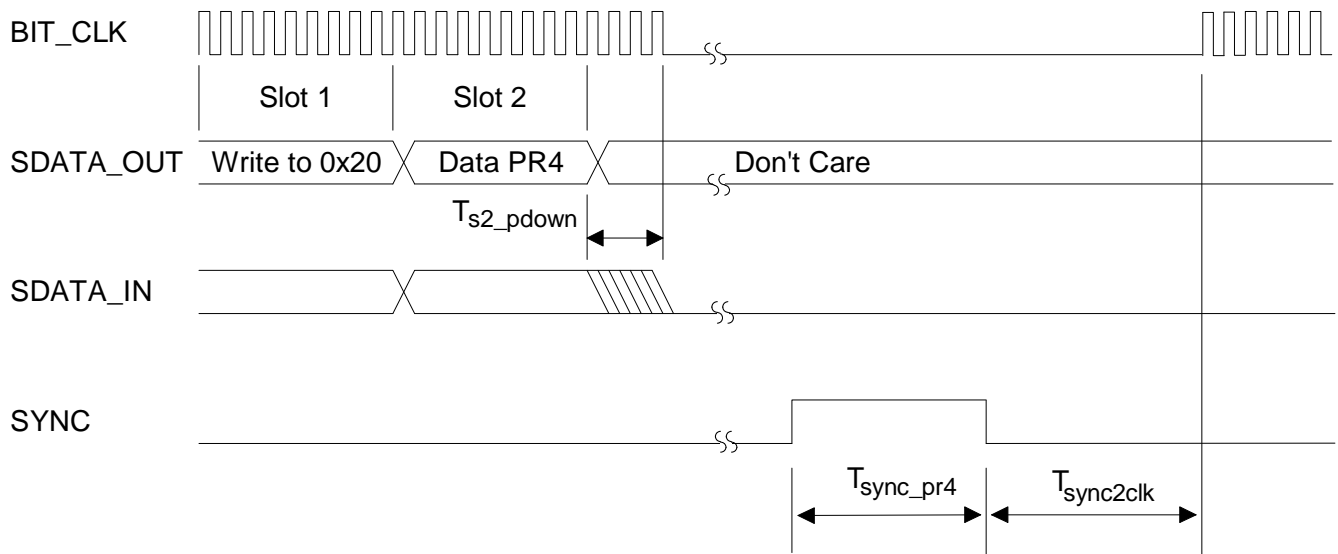 BIT_CLK
Slot 1 Slot 2
SDATA_OUT Write to 0x20 Data PR4 Don't Care
Ts2_pdown
SDATA_IN
SYNC
Tsync_pr4 Tsync2clk